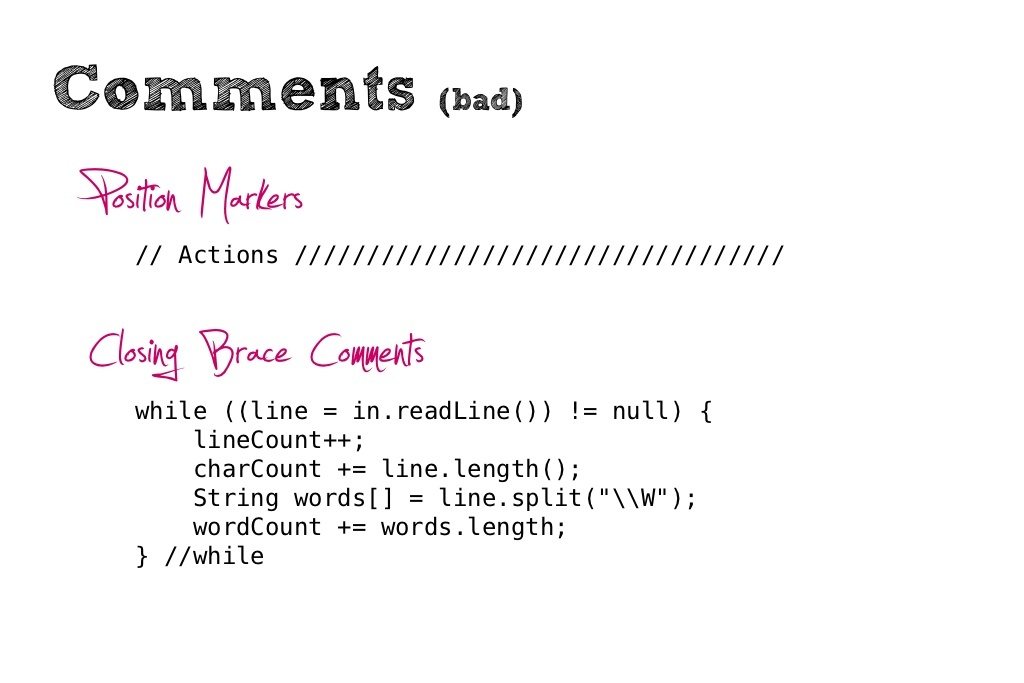 Comments (bad)
Position Markers
// Actions //////////////////////////////////
Closing Brace Comments
while ((line = in.readLine()) != null) {
    lineCount++;
    charCount += line.length();
    String words[] = line.split("\\W");
    wordCount += words.length;
} //while